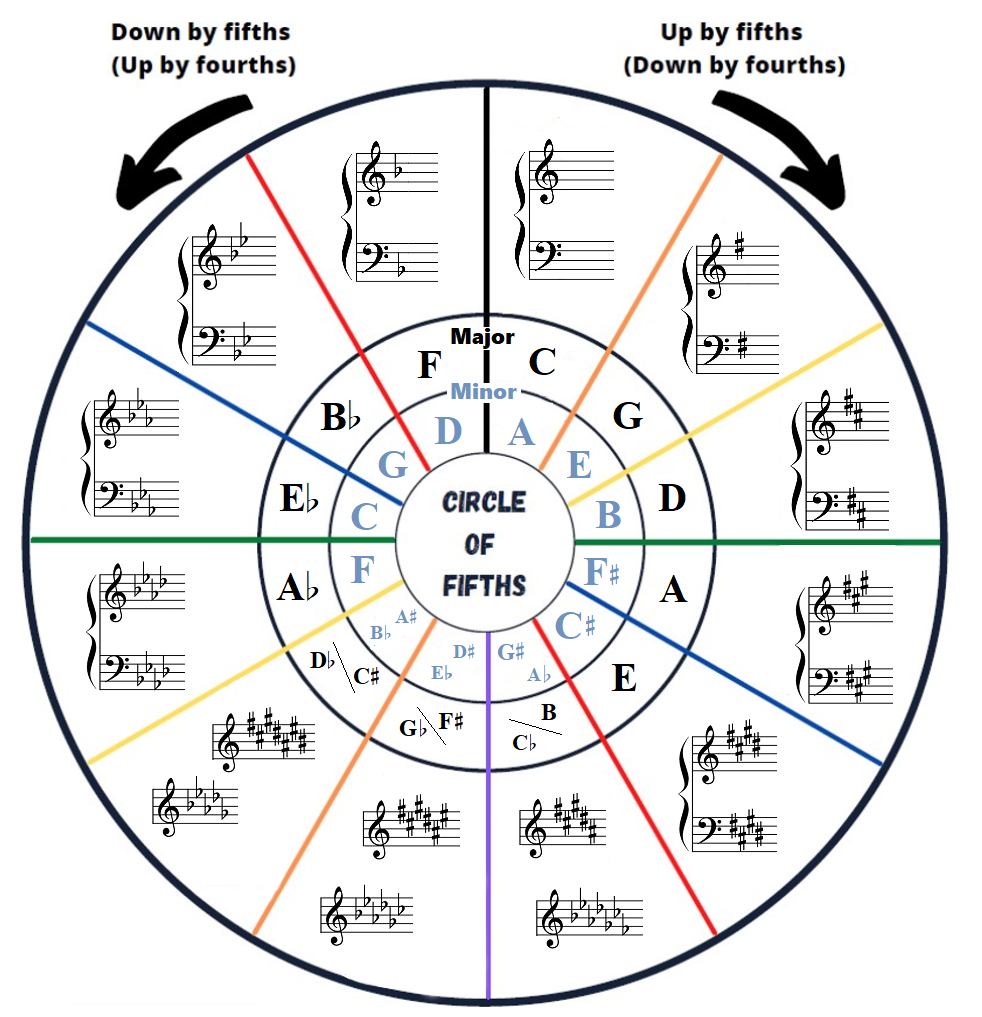 Down by fifths
(Up by fourths)
Up by fifths
(Down by fourths)
Major
F
C
B♭
G
E♭
D
A♭
A
D♭
C♯
E
G♭
F♯
B
C♭
Minor
D
A
G
E
C
B
F
F♯
B♭
A♯
C♯
E♭
D♯
G♯
A♭
CIRCLE
OF
FIFTHS